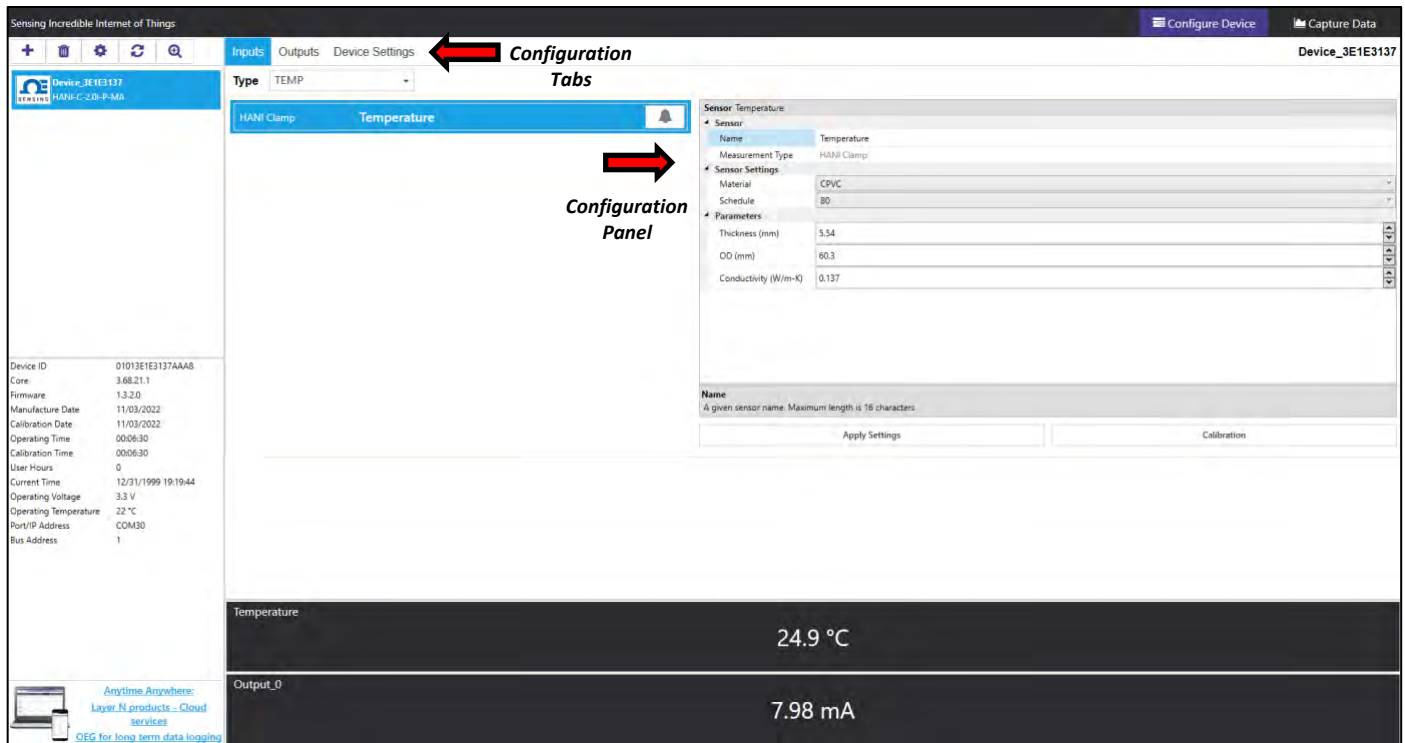 Sensing Incredible Internet of Things
Configure Device
Capture Data
Inputs Outputs Device Settings
Configuration
Tabs
Device_3E1E3137
SENSING
Device_3E1E3137
HANI-C-2.0I-P-MA
Type TEMP
HANI Clamp Temperature
Configuration
Panel
Sensor Temperature
Sensor
Name Temperature
Measurement Type HANI Clamp
Sensor Settings
Material CPVC
Schedule 80
Parameters
Thickness (mm) 5.54
OD (mm) 60.3
Conductivity (W/m-K) 0.137
Name
A given sensor name. Maximum length is 16 characters
Apply Settings Calibration
Device ID 01013E1E3137AAA8
Core 3.68.21.1
Firmware 1.3.2.0
Manufacture Date 11/03/2022
Calibration Date 11/03/2022
Operating Time 00:06:30
Calibration Time 00:06:30
User Hours 0
Current Time 12/31/1999 19:19:44
Operating Voltage 3.3 V
Operating Temperature 22 °C
Port/IP Address COM30
Bus Address 1
Temperature
24.9 °C
Output_0
7.98 mA
Anytime Anywhere:
Layer N products - Cloud
services
OEG for long term data logging